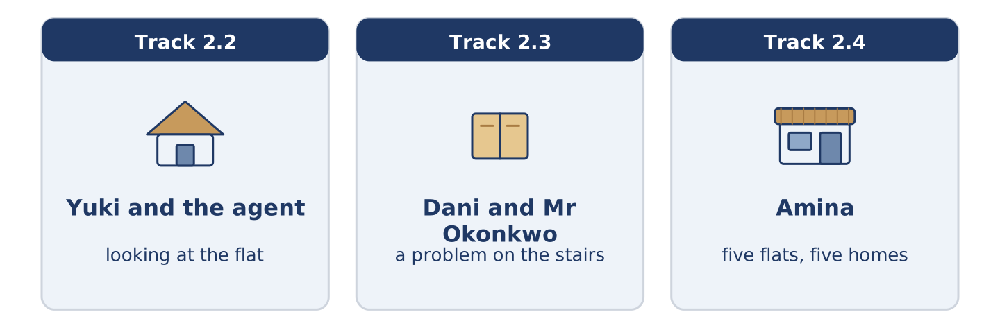 Track 2.2
Yuki and the agent
looking at the flat
Track 2.3
Dani and Mr
Okonkwo
a problem on the stairs
Track 2.4
Amina
five flats, five homes